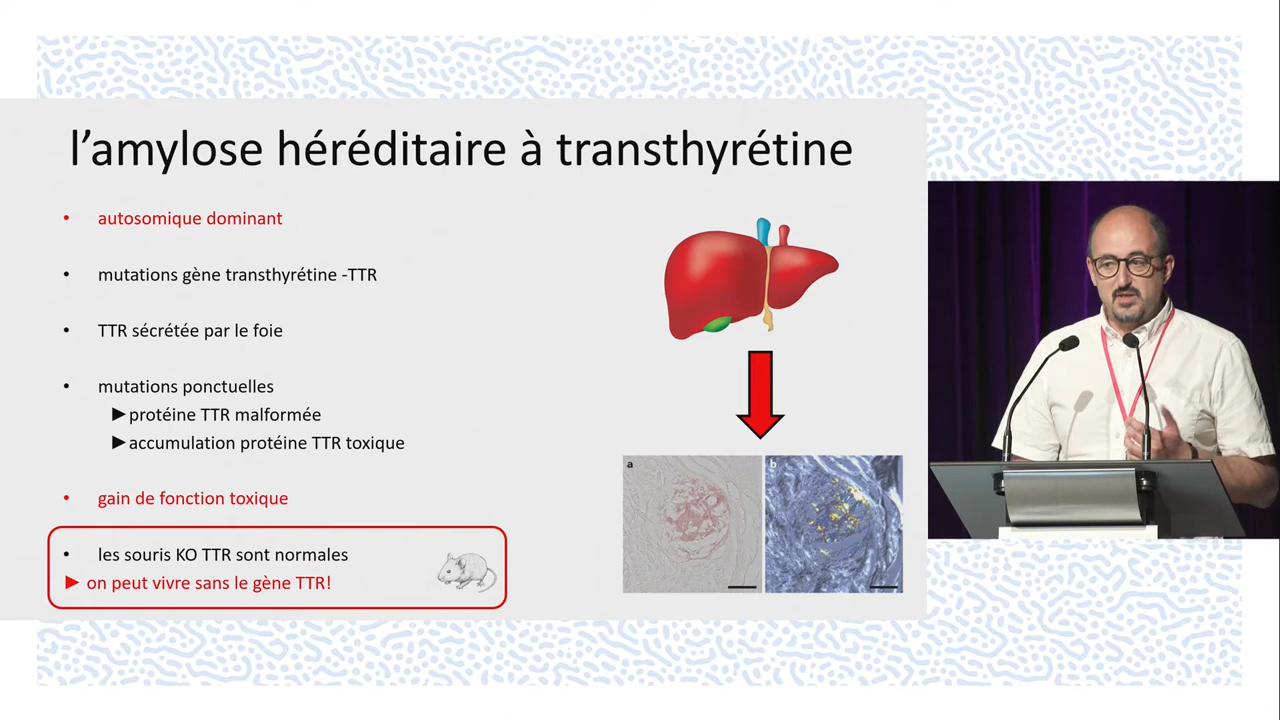 l’amylose héréditaire à transthyrétine
• autosomique dominant
• mutations gène transthyrétine -TTR
• TTR sécrétée par le foie
• mutations ponctuelles
► protéine TTR malformée
► accumulation protéine TTR toxique
• gain de fonction toxique
• les souris KO TTR sont normales
► on peut vivre sans le gène TTR!
a
b